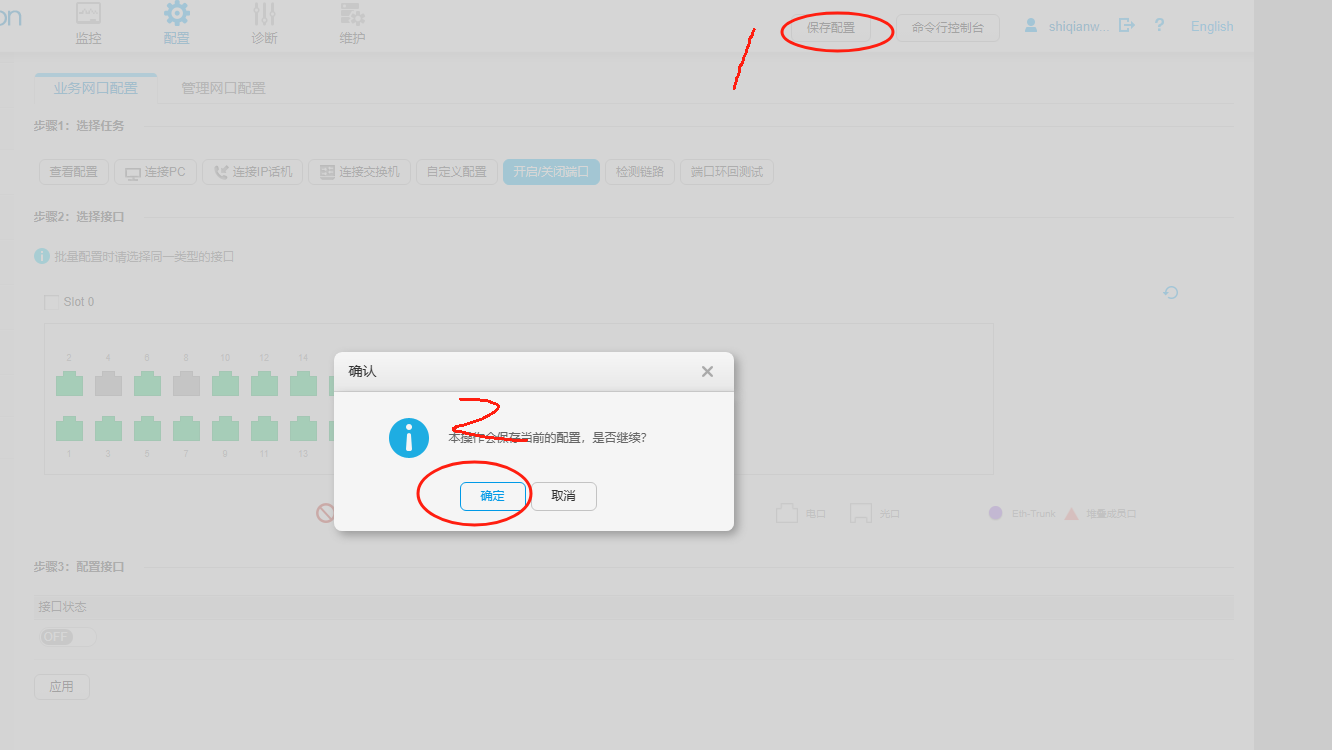 on
监控
配置
诊断
维护
保存配置
命令行控制台
shiqianw...
?
English
1
业务网口配置
管理网口配置
步骤1：选择任务
查看配置
连接PC
连接IP话机
连接交换机
自定义配置
开启/关闭端口
检测链路
端口环回测试
步骤2：选择接口
批量配置时请选择同一类型的接口
Slot 0
2 4 6 8 10 12 14
1 3 5 7 9 11 13
确认
2
本操作会保存当前的配置，是否继续？
确定
取消
电口
光口
Eth-Trunk
堆叠成员口
步骤3：配置接口
接口状态
OFF
应用